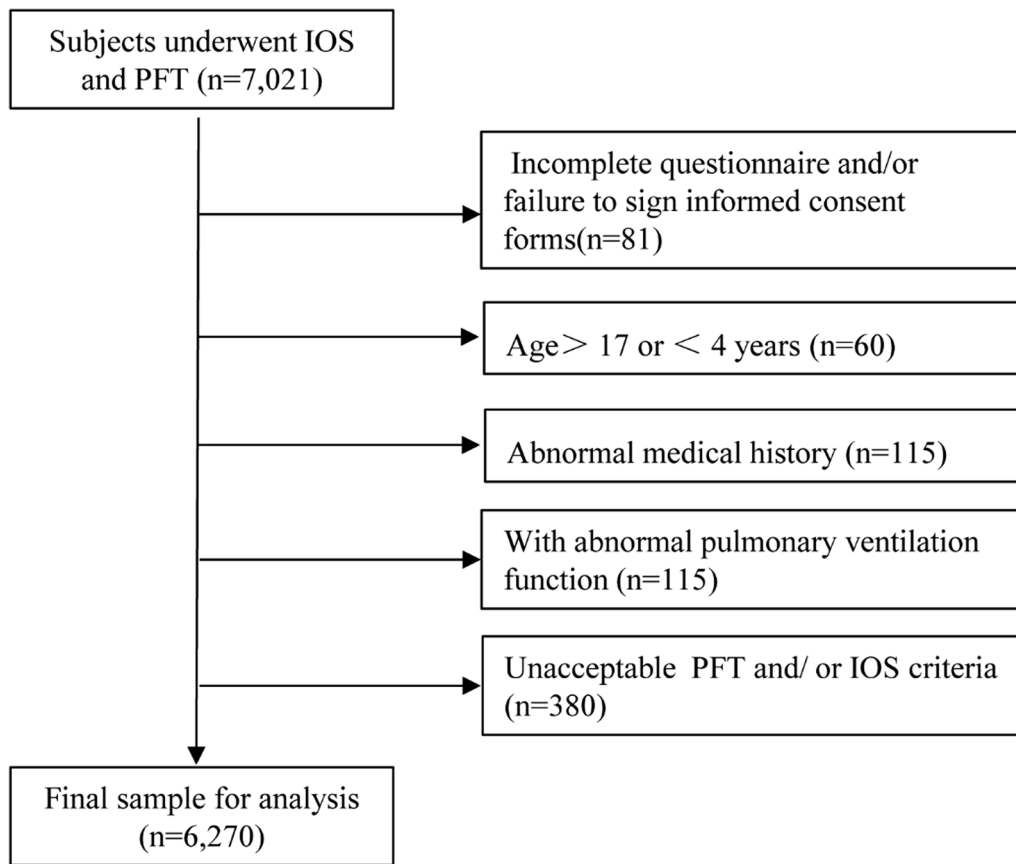 Subjects underwent IOS
and PFT (n=7,021)
Incomplete questionnaire and/or
failure to sign informed consent
forms(n=81)
Age＞ 17 or ＜ 4 years (n=60)
Abnormal medical history (n=115)
With abnormal pulmonary ventilation
function (n=115)
Unacceptable PFT and/ or IOS criteria
(n=380)
Final sample for analysis
(n=6,270)